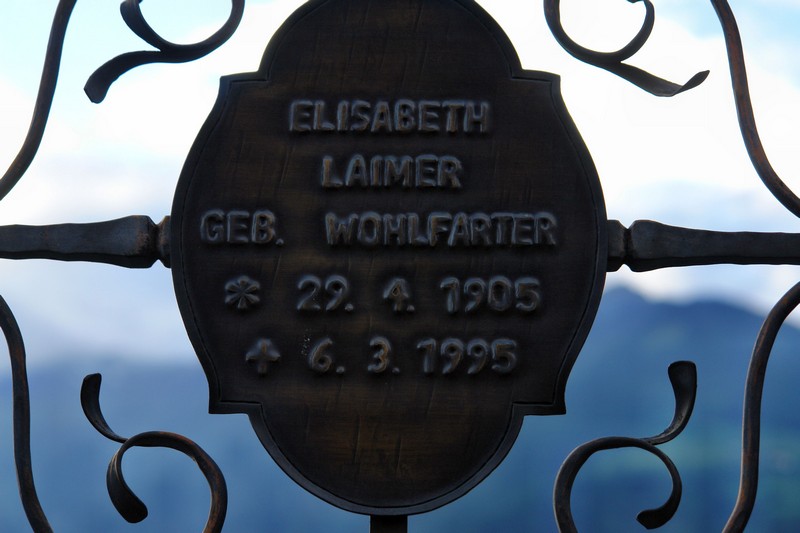 ELISABETH
LAIMER
GEB. WOHLFARTER
* 29. 4. 1905
✝ 6. 3. 1995